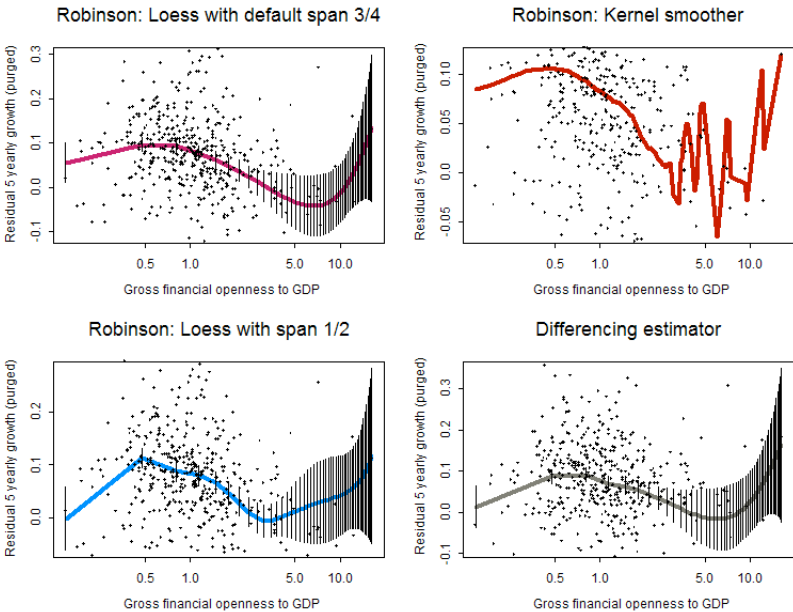 Robinson: Loess with default span 3/4
Residual 5 yearly growth (purged)
0.3
0.2
0.1
0.0
-0.1
0.5 1.0 5.0 10.0
Gross financial openness to GDP
Robinson: Kernel smoother
Residual 5 yearly growth (purged)
0.10
0.05
0.00
-0.05
0.5 1.0 5.0 10.0
Gross financial openness to GDP
Robinson: Loess with span 1/2
Residual 5 yearly growth (purged)
0.2
0.1
0.0
0.5 1.0 5.0 10.0
Gross financial openness to GDP
Differencing estimator
Residual 5 yearly growth (purged)
0.3
0.2
0.1
0.0
-0.1
0.5 1.0 5.0 10.0
Gross financial openness to GDP